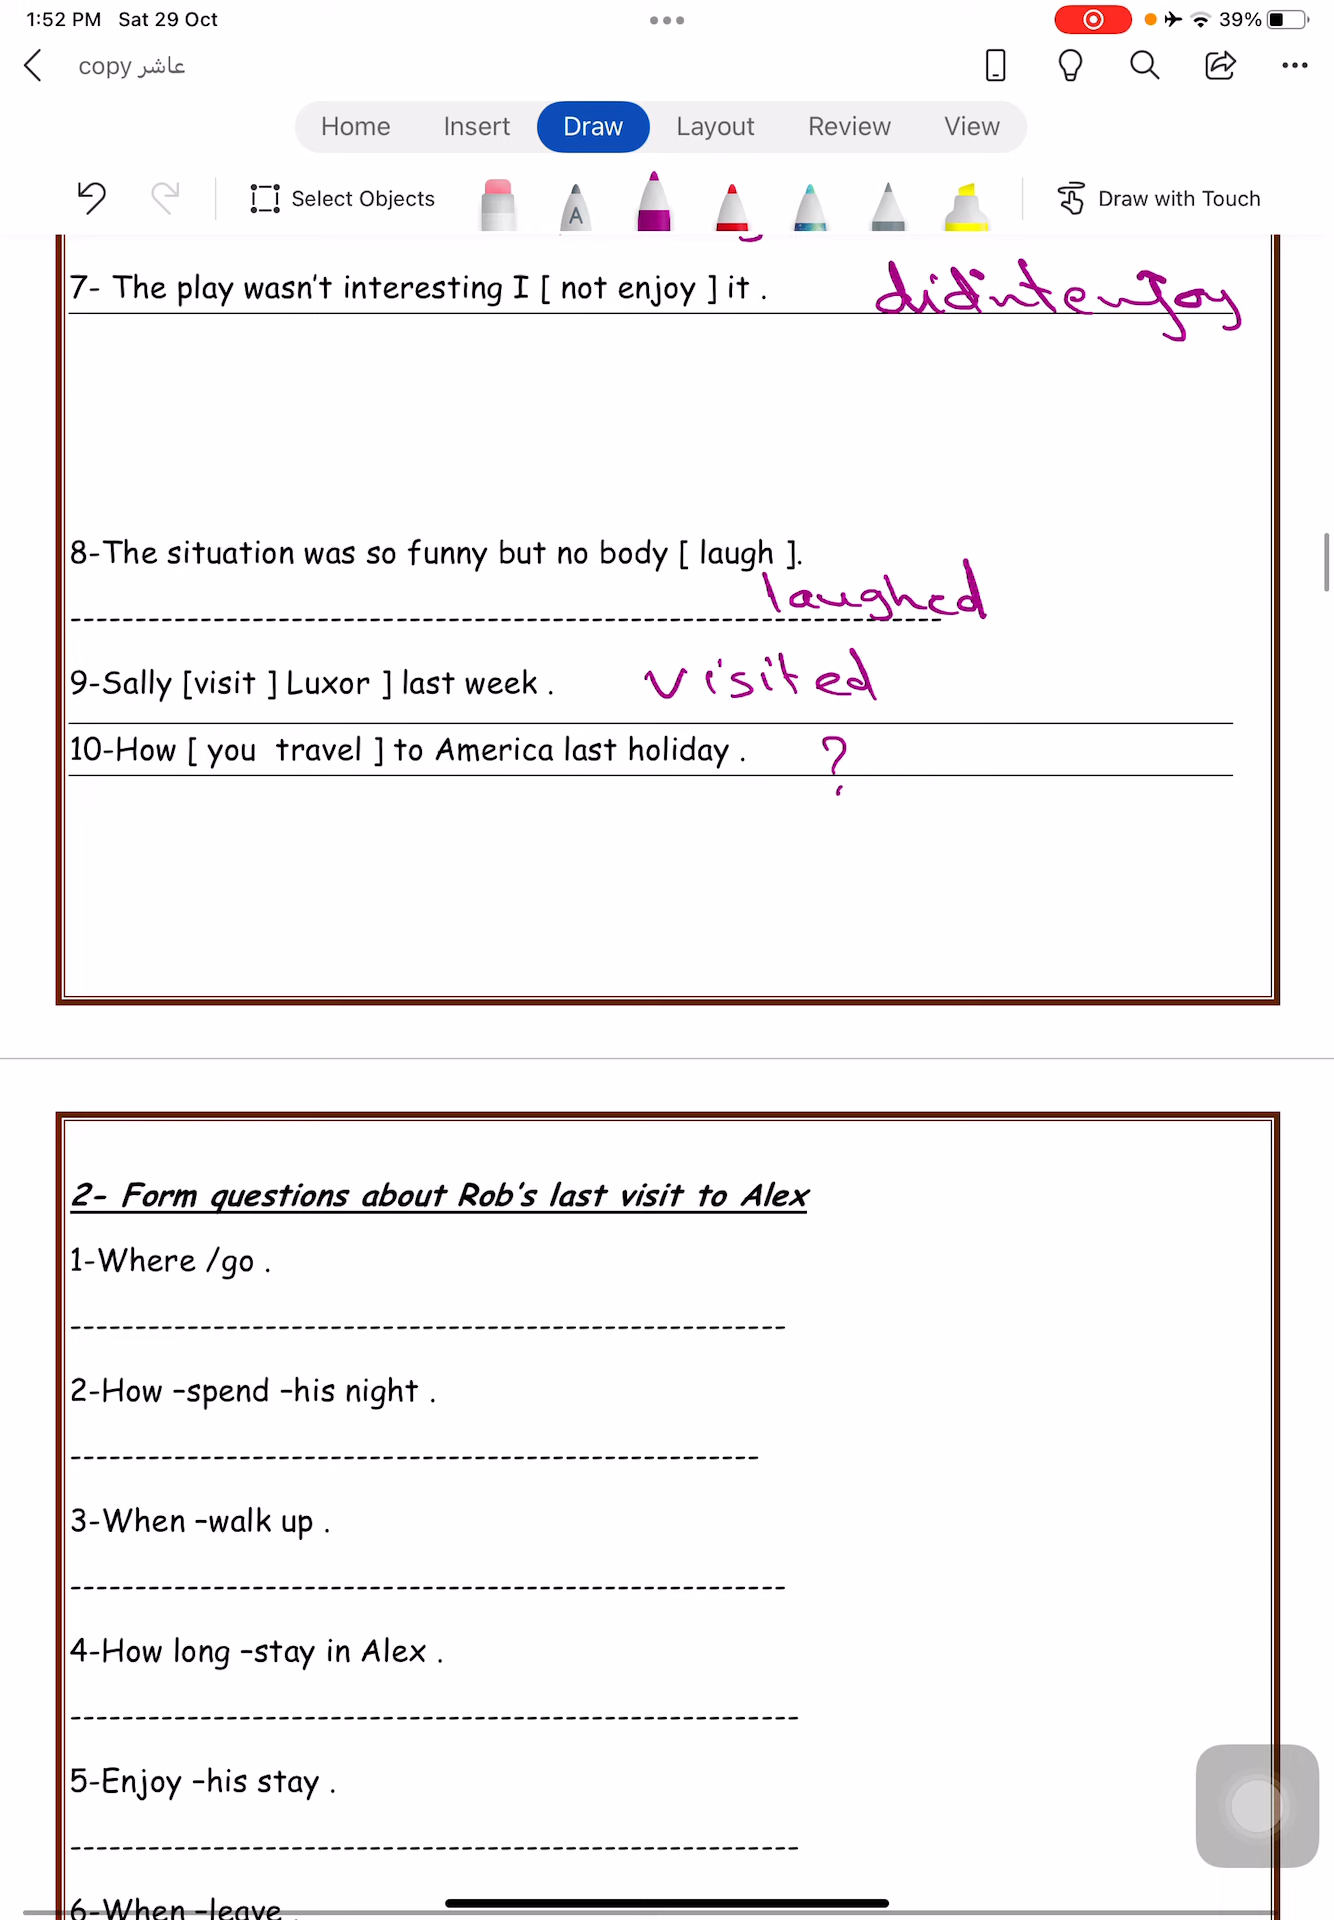 1:52 PM Sat 29 Oct
39%
copy عاشر
Home Insert Draw Layout Review View
Select Objects
A
Draw with Touch
7- The play wasn't interesting I [ not enjoy ] it . didintenjoy
8-The situation was so funny but no body [ laugh ].
laughed
9-Sally [visit ] Luxor ] last week . visited
10-How [ you travel ] to America last holiday . ?
2- Form questions about Rob's last visit to Alex
1-Where /go .
2-How -spend -his night .
3-When -walk up .
4-How long -stay in Alex .
5-Enjoy -his stay .
6-When -leave .